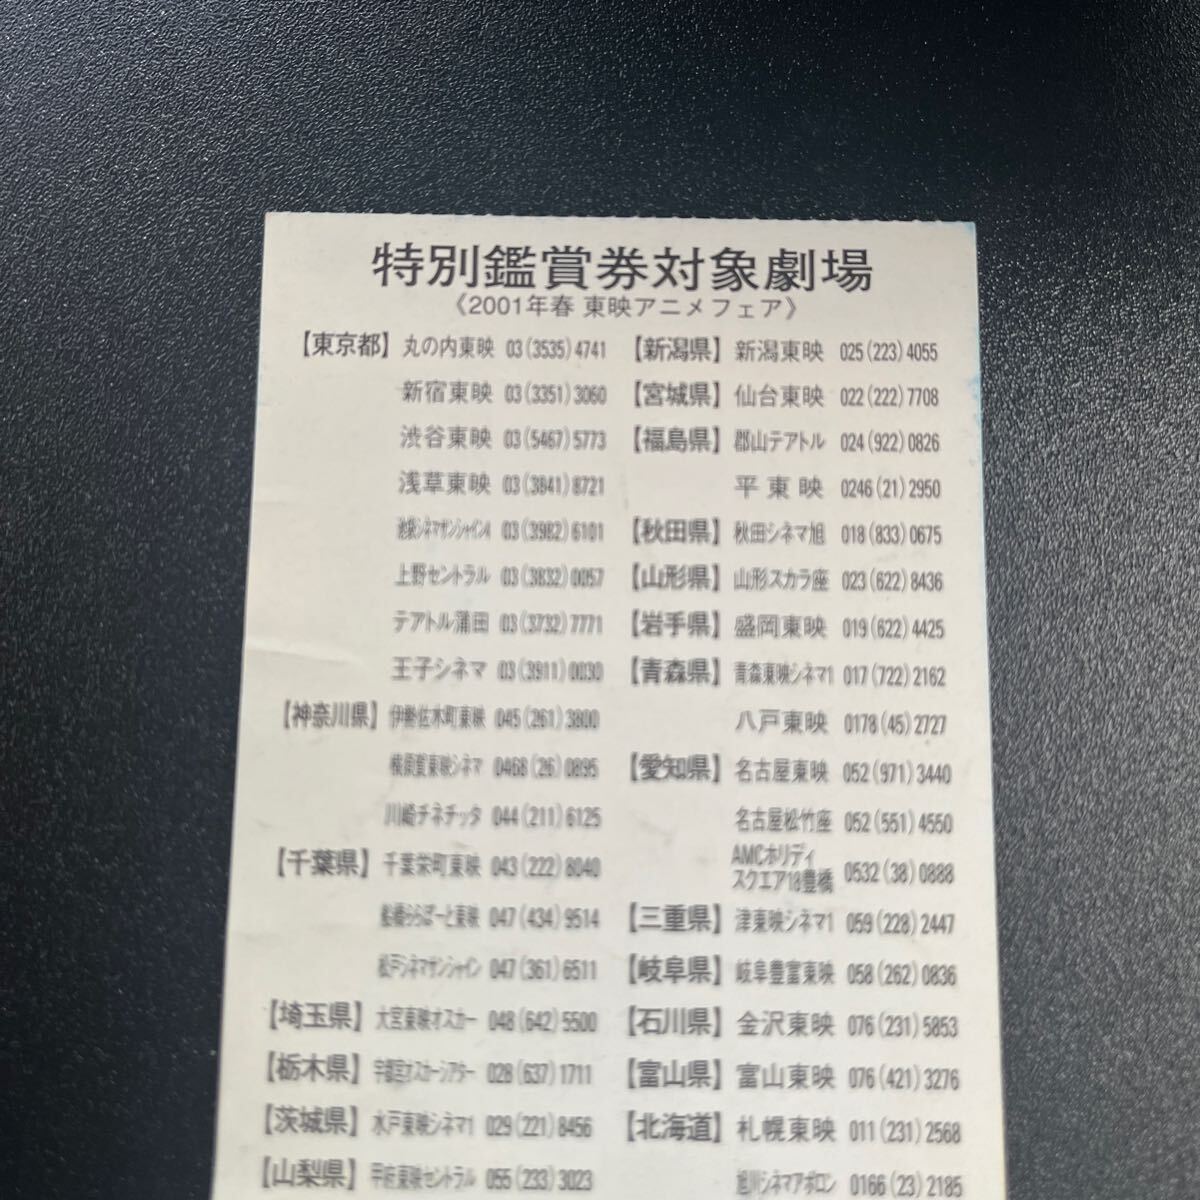 特別鑑賞券対象劇場
《2001年春 東映アニメフェア》
【東京都】丸の内東映 03(3535)4741
新宿東映 03(3351)3060
渋谷東映 03(5467)5773
浅草東映 03(3841)8721
池袋シネマサンシャイン4 03(3982)6101
上野セントラル 03(3832)0057
テアトル蒲田 03(3732)7771
王子シネマ 03(3911)0030
【神奈川県】伊勢佐木町東映 045(261)3800
横須賀東映シネマ 0468(26)0895
川崎チネチッタ 044(211)6125
【千葉県】千葉栄町東映 043(222)8040
船橋ららぽーと東映 047(434)9514
松戸シネマサンシャイン 047(361)6511
【埼玉県】大宮東映オスカー 048(642)5500
【栃木県】宇都宮オスカーシアター 028(637)1711
【茨城県】水戸東映シネマ1 029(221)8456
【山梨県】甲府東映セントラル 055(233)3023
【新潟県】新潟東映 025(223)4055
【宮城県】仙台東映 022(222)7708
【福島県】郡山テアトル 024(922)0826
平東映 0246(21)2950
【秋田県】秋田シネマ旭 018(833)0675
【山形県】山形スカラ座 023(622)8436
【岩手県】盛岡東映 019(622)4425
【青森県】青森東映シネマ1 017(722)2162
八戸東映 0178(45)2727
【愛知県】名古屋東映 052(971)3440
名古屋松竹座 052(551)4550
AMCホリデイ
スクエア18豊橋 0532(38)0888
【三重県】津東映シネマ1 059(228)2447
【岐阜県】岐阜豊富東映 058(262)0836
【石川県】金沢東映 076(231)5853
【富山県】富山東映 076(421)3276
【北海道】札幌東映 011(231)2568
旭川シネマアポロン 0166(23)2185